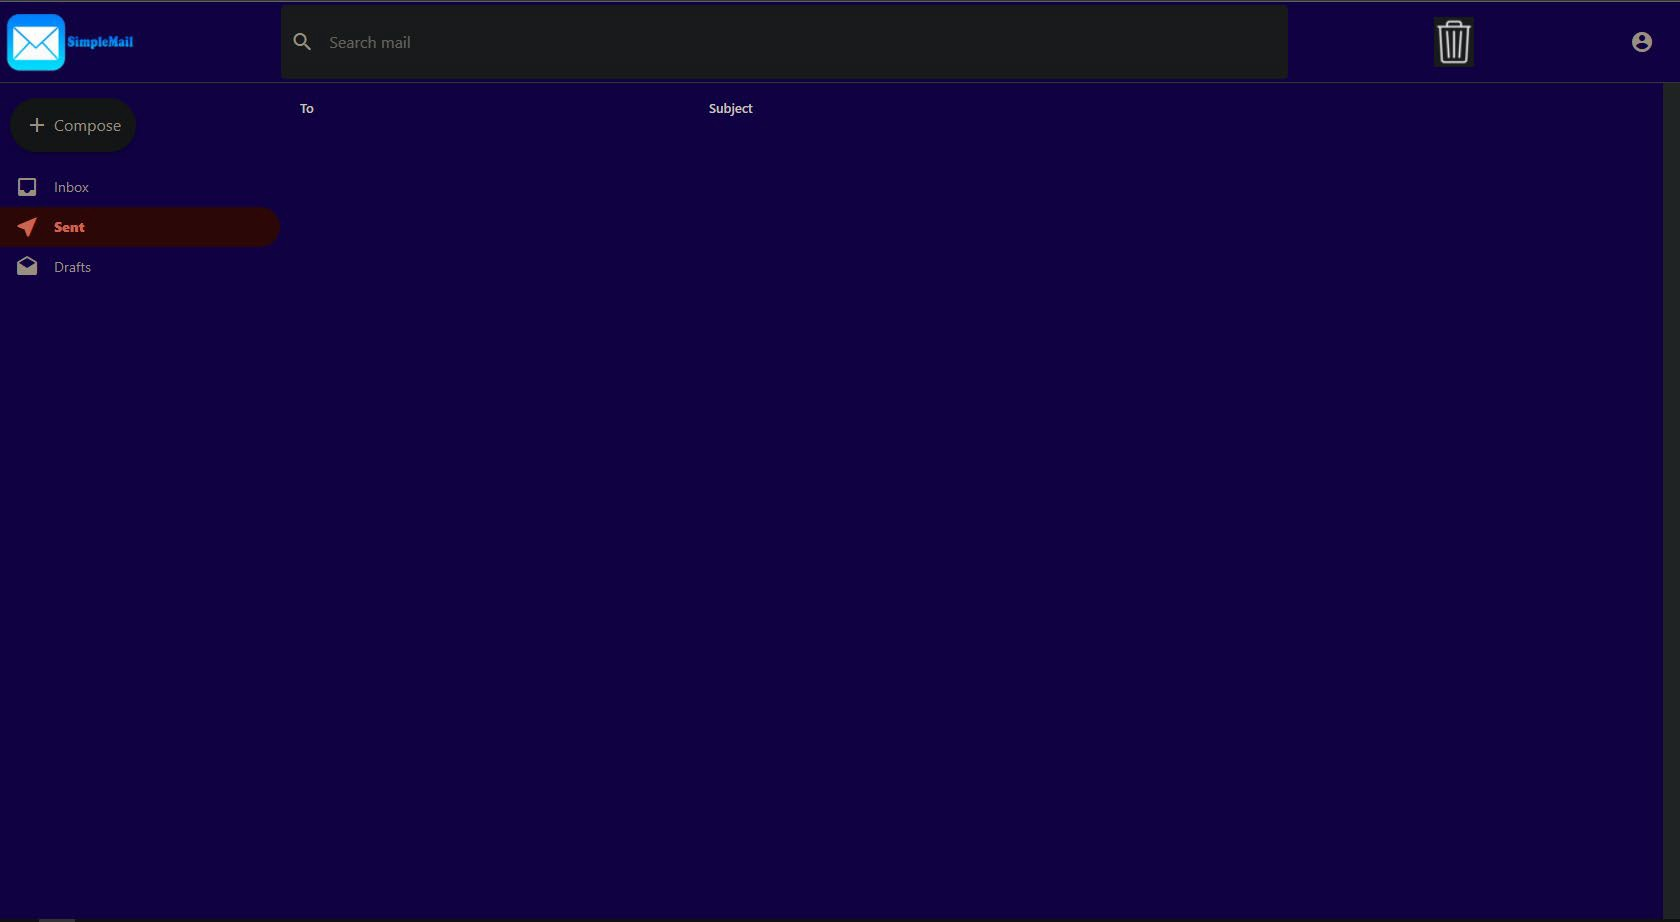 SimpleMail
Search mail
Compose
To
Subject
Inbox
Sent
Drafts